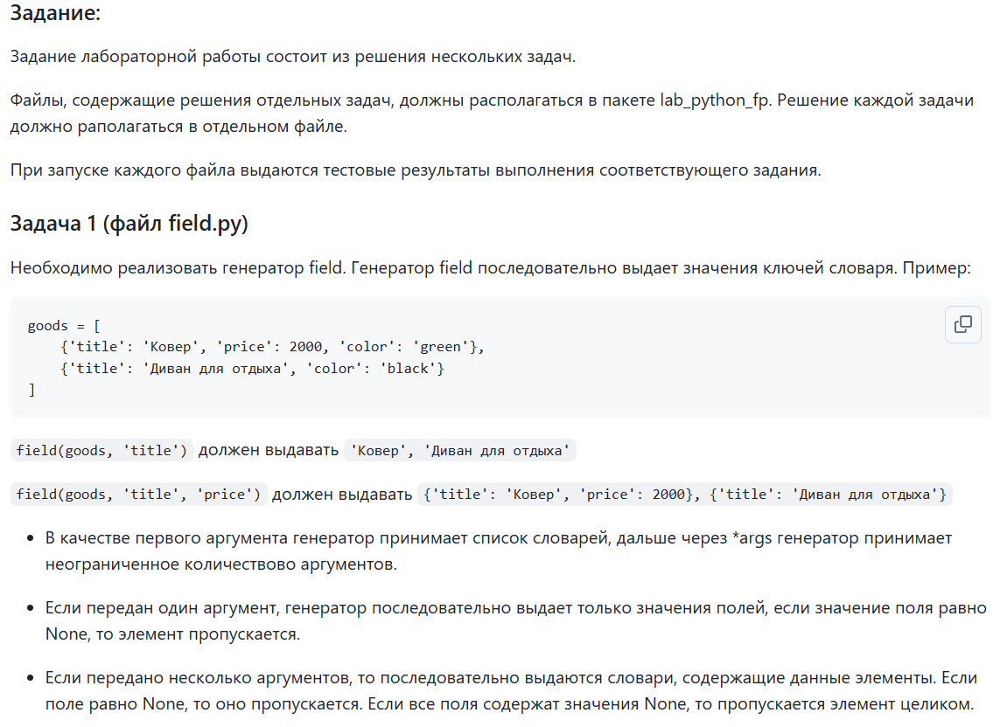 Задание:
Задание лабораторной работы состоит из решения нескольких задач.
Файлы, содержащие решения отдельных задач, должны располагаться в пакете lab_python_fp. Решение каждой задачи
должно раполагаться в отдельном файле.
При запуске каждого файла выдаются тестовые результаты выполнения соответствующего задания.
Задача 1 (файл field.py)
Необходимо реализовать генератор field. Генератор field последовательно выдает значения ключей словаря. Пример:
goods = [
    {'title': 'Ковер', 'price': 2000, 'color': 'green'},
    {'title': 'Диван для отдыха', 'color': 'black'}
]
field(goods, 'title') должен выдавать 'Ковер', 'Диван для отдыха'
field(goods, 'title', 'price') должен выдавать {'title': 'Ковер', 'price': 2000}, {'title': 'Диван для отдыха'}
• В качестве первого аргумента генератор принимает список словарей, дальше через *args генератор принимает
неограниченное количествово аргументов.
• Если передан один аргумент, генератор последовательно выдает только значения полей, если значение поля равно
None, то элемент пропускается.
• Если передано несколько аргументов, то последовательно выдаются словари, содержащие данные элементы. Если
поле равно None, то оно пропускается. Если все поля содержат значения None, то пропускается элемент целиком.